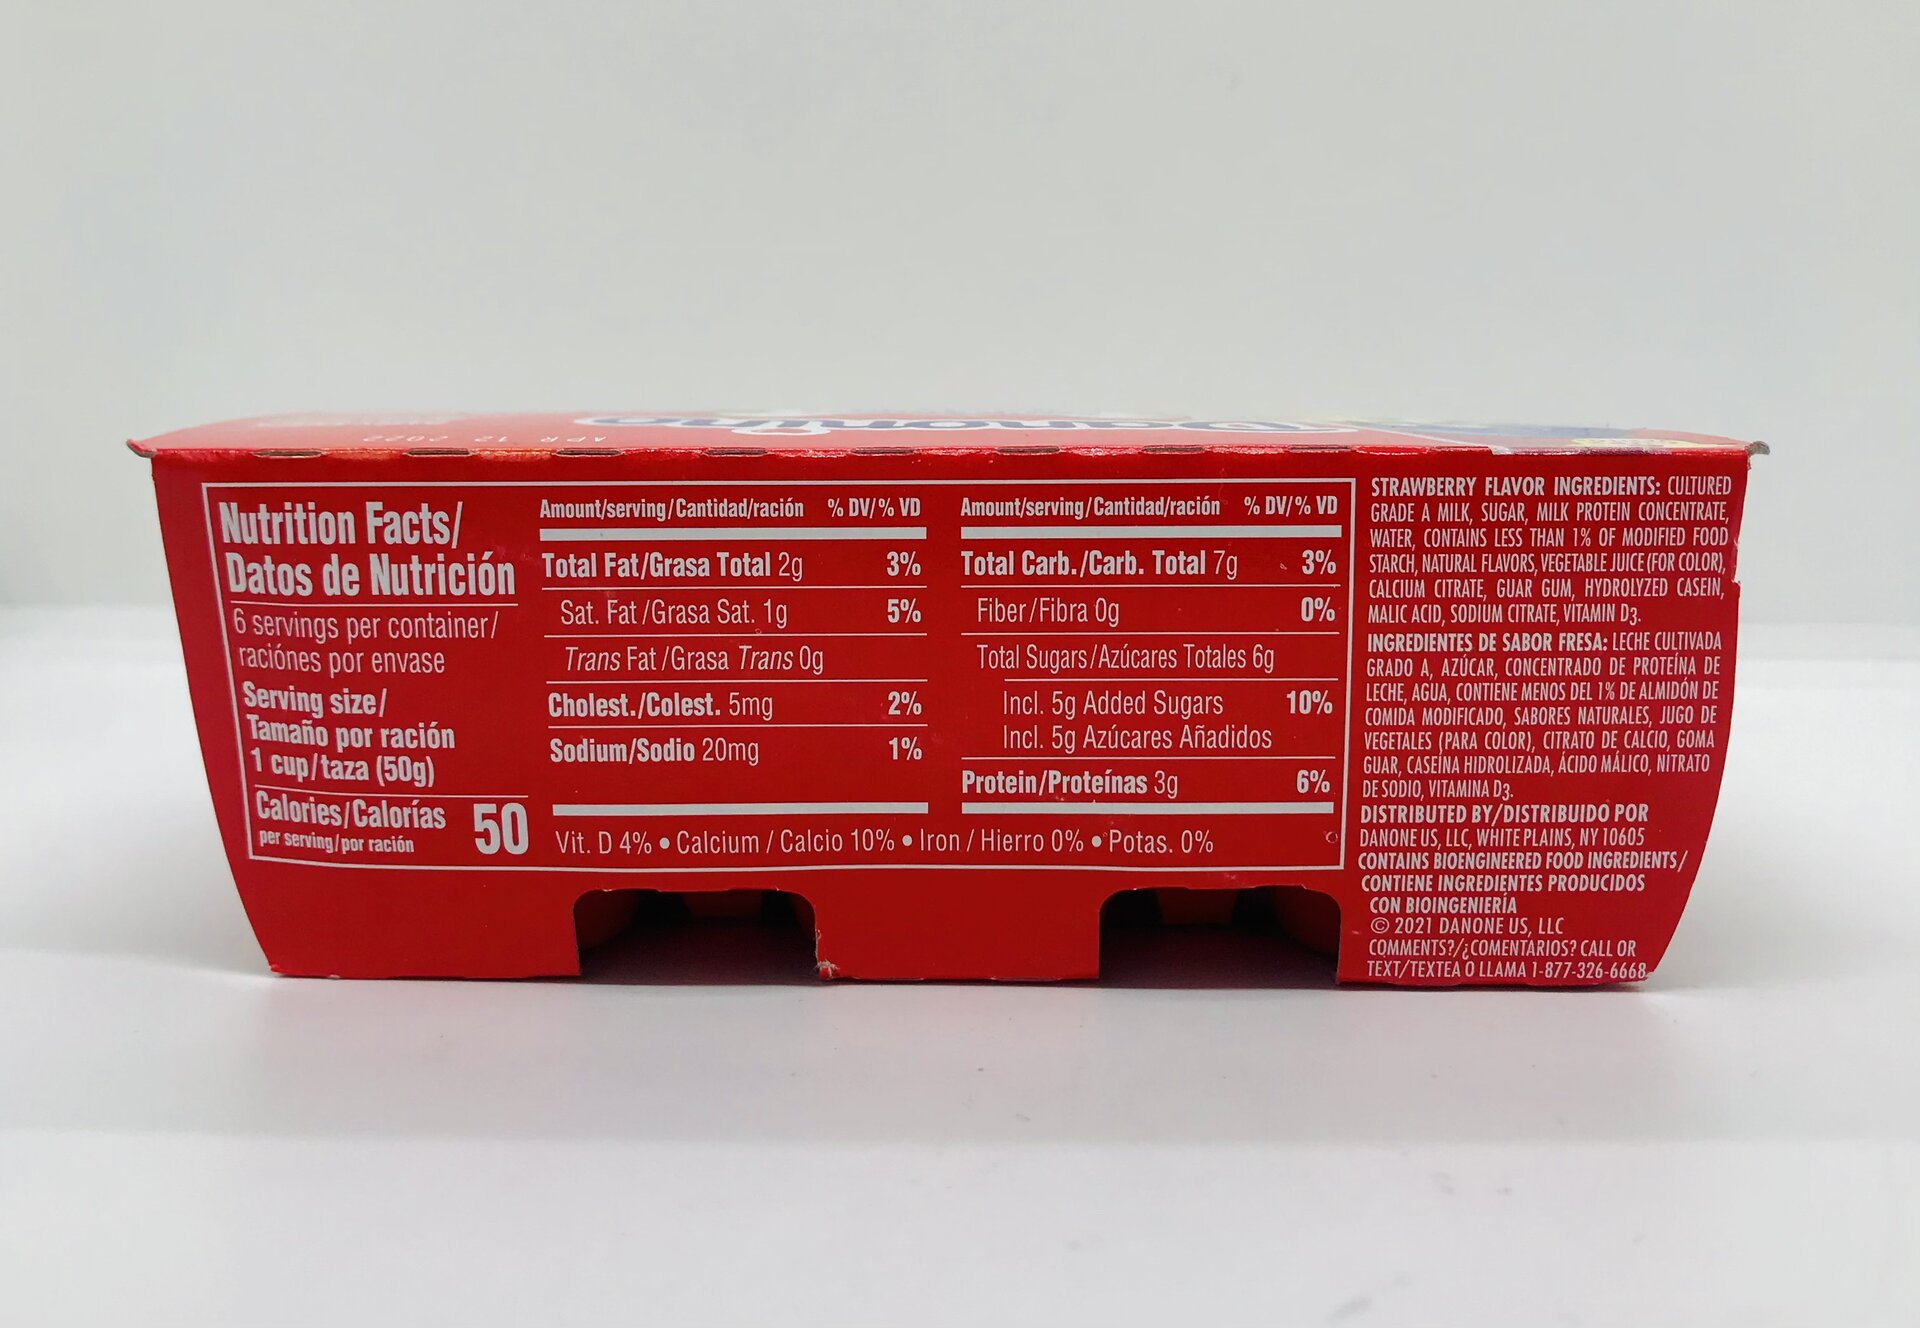 APR 12 2022
Danonino
Nutrition Facts/
Datos de Nutrición
6 servings per container/
raciónes por envase
Serving size/
Tamaño por ración
1 cup/taza (50g)
Calories/Calorías 50
per serving/por ración
Amount/serving/Cantidad/ración % DV/% VD
Total Fat/Grasa Total 2g 3%
Sat. Fat/Grasa Sat. 1g 5%
Trans Fat/Grasa Trans 0g
Cholest./Colest. 5mg 2%
Sodium/Sodio 20mg 1%
Amount/serving/Cantidad/ración % DV/% VD
Total Carb./Carb. Total 7g 3%
Fiber/Fibra 0g 0%
Total Sugars/Azúcares Totales 6g
Incl. 5g Added Sugars 10%
Incl. 5g Azúcares Añadidos
Protein/Proteínas 3g 6%
Vit. D 4% • Calcium / Calcio 10% • Iron / Hierro 0% • Potas. 0%
STRAWBERRY FLAVOR INGREDIENTS: CULTURED
GRADE A MILK, SUGAR, MILK PROTEIN CONCENTRATE,
WATER, CONTAINS LESS THAN 1% OF MODIFIED FOOD
STARCH, NATURAL FLAVORS, VEGETABLE JUICE (FOR COLOR),
CALCIUM CITRATE, GUAR GUM, HYDROLYZED CASEIN,
MALIC ACID, SODIUM CITRATE, VITAMIN D3.
INGREDIENTES DE SABOR FRESA: LECHE CULTIVADA
GRADO A, AZÚCAR, CONCENTRADO DE PROTEÍNA DE
LECHE, AGUA, CONTIENE MENOS DEL 1% DE ALMIDÓN DE
COMIDA MODIFICADO, SABORES NATURALES, JUGO DE
VEGETALES (PARA COLOR), CITRATO DE CALCIO, GOMA
GUAR, CASEÍNA HIDROLIZADA, ÁCIDO MÁLICO, NITRATO
DE SODIO, VITAMINA D3.
DISTRIBUTED BY/DISTRIBUIDO POR
DANONE US, LLC, WHITE PLAINS, NY 10605
CONTAINS BIOENGINEERED FOOD INGREDIENTS/
CONTIENE INGREDIENTES PRODUCIDOS
CON BIOINGENIERÍA
© 2021 DANONE US, LLC
COMMENTS?/¿COMENTARIOS? CALL OR
TEXT/TEXTEA O LLAMA 1-877-326-6668